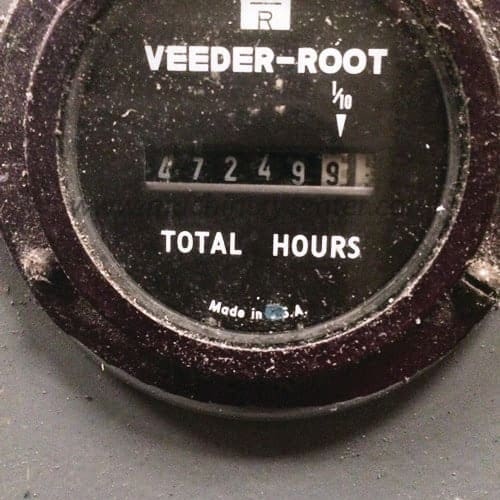 R
VEEDER-ROOT
1/10
472499
TOTAL HOURS
Made in S.A.